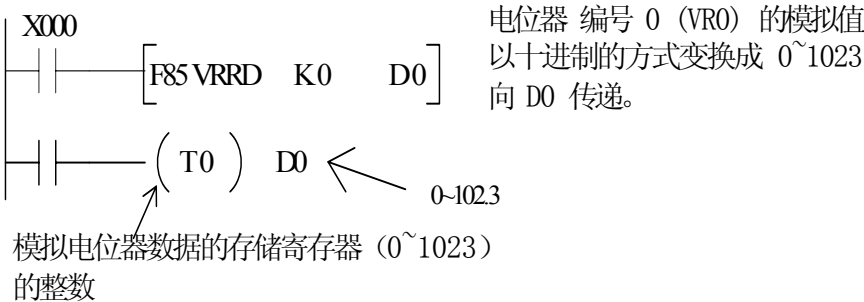 X000
F85 VRRD K0 D0
电位器 编号 0 (VR0) 的模拟值
以十进制的方式变换成 0~1023
向 D0 传递。
T0 D0
0~102.3
模拟电位器数据的存储寄存器（0~1023）
的整数